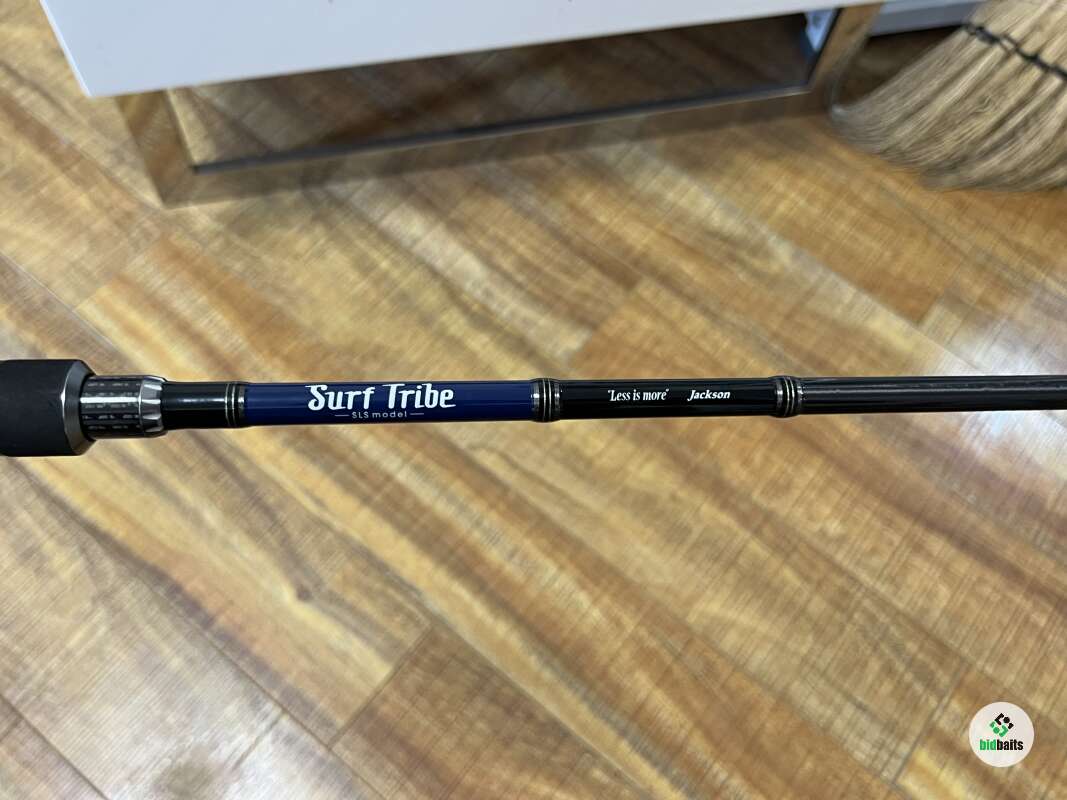 Surf Tribe
SLS model
"Less is more" Jackson
bidbaits